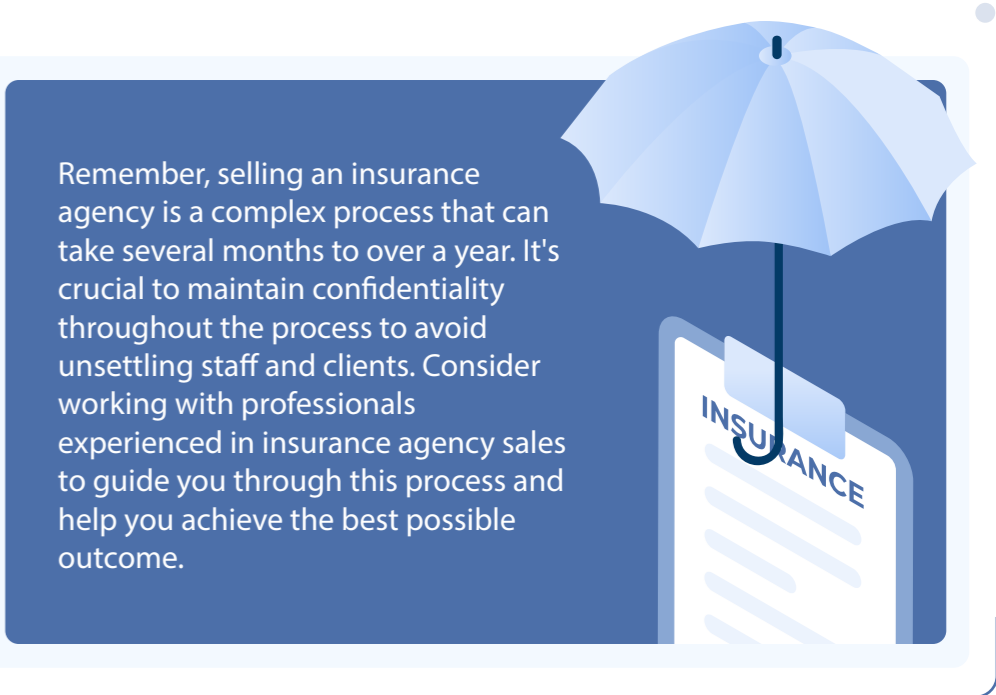 Remember, selling an insurance
agency is a complex process that can
take several months to over a year. It's
crucial to maintain confidentiality
throughout the process to avoid
unsettling staff and clients. Consider
working with professionals
experienced in insurance agency sales
to guide you through this process and
help you achieve the best possible
outcome.
INSURANCE